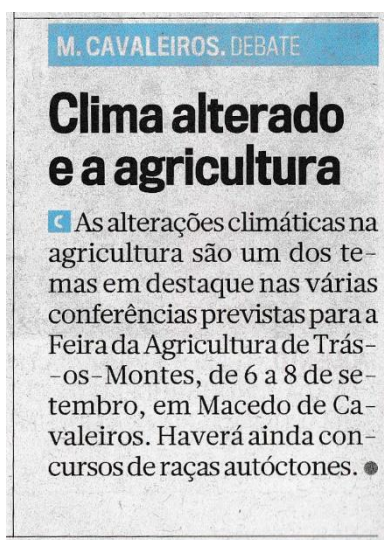 M. CAVALEIROS. DEBATE
Clima alterado
e a agricultura
C As alterações climáticas na
agricultura são um dos te-
mas em destaque nas várias
conferências previstas para a
Feira da Agricultura de Trás-
-os-Montes, de 6 a 8 de se-
tembro, em Macedo de Ca-
valeiros. Haverá ainda con-
cursos de raças autóctones.